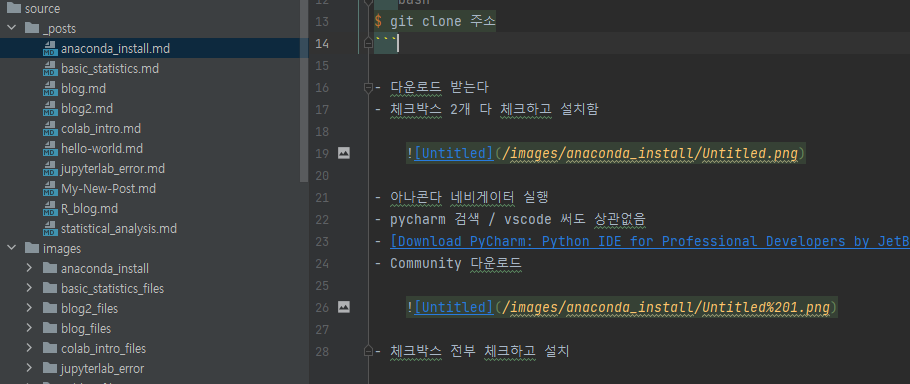 source
_posts
anaconda_install.md
basic_statistics.md
blog.md
blog2.md
colab_intro.md
hello-world.md
jupyterlab_error.md
My-New-Post.md
R_blog.md
statistical_analysis.md
images
anaconda_install
basic_statistics_files
blog2_files
blog_files
colab_intro_files
jupyterlab_error
12 ```bash
13 $ git clone 주소
14 ```
15
16 - 다운로드 받는다
17 - 체크박스 2개 다 체크하고 설치함
18
19 ![Untitled](/images/anaconda_install/Untitled.png)
20
21 - 아나콘다 네비게이터 실행
22 - pycharm 검색 / vscode 써도 상관없음
23 - [Download PyCharm: Python IDE for Professional Developers by JetB
24 - Community 다운로드
25
26 ![Untitled](/images/anaconda_install/Untitled%201.png)
27
28 - 체크박스 전부 체크하고 설치